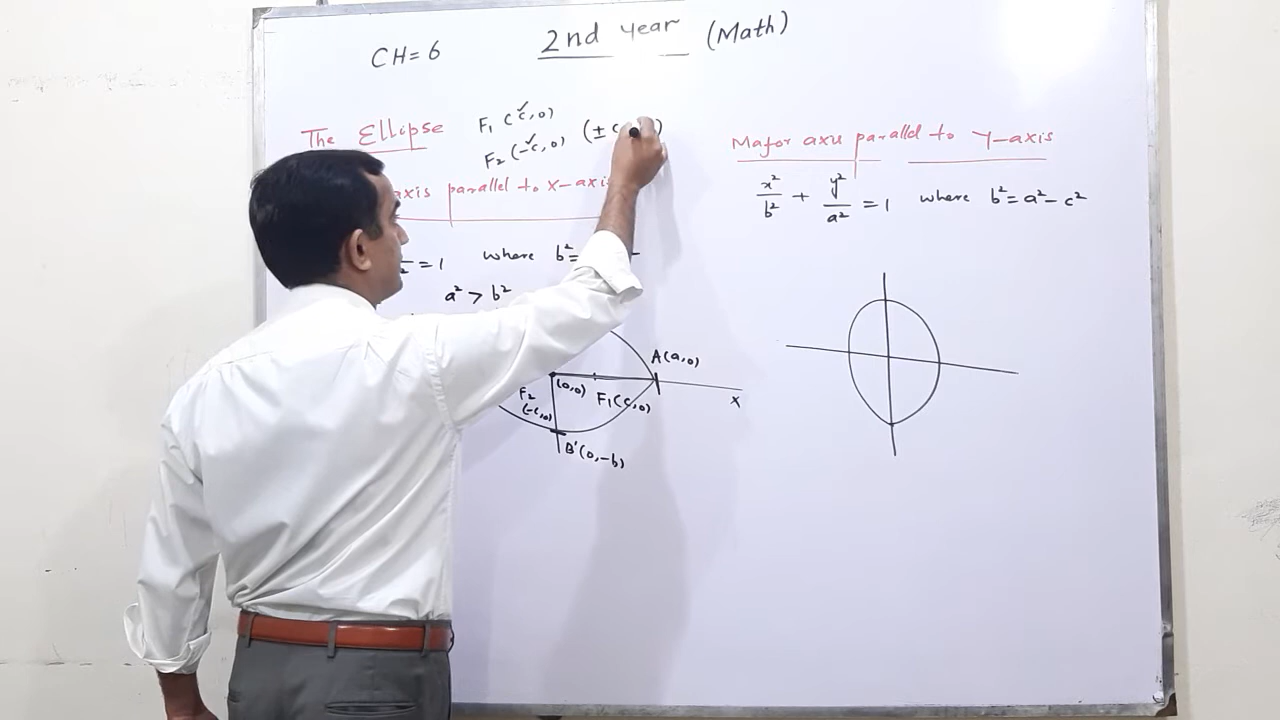 CH=6
2nd year (Math)
The Ellipse
F₁ (c,0)
F₂ (-c,0) (±
axis parallel to x-axis
= 1 where b²=
a² > b²
A(a,0)
(0,0)
F₂
(-c,0)
F₁(c,0)
x
B'(0,-b)
Major axis parallel to Y-axis
x²/b² + y²/a² = 1 where b²= a² - c²